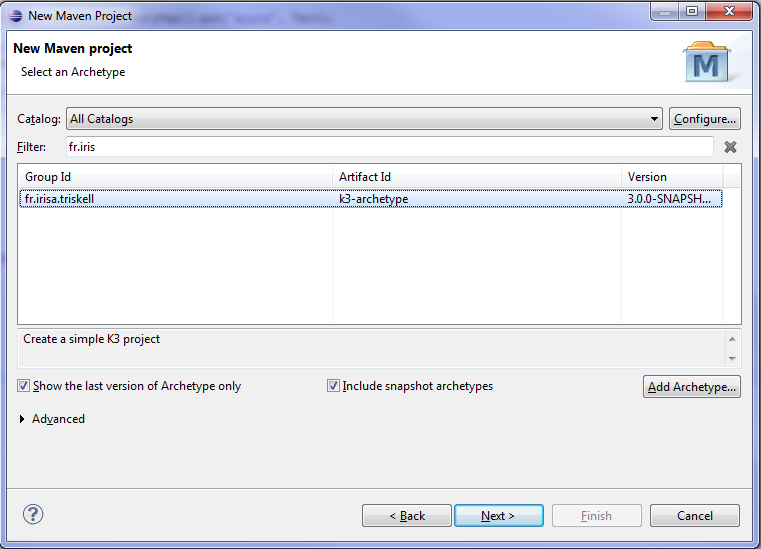 New Maven Project
New Maven project
Select an Archetype
M
Catalog: All Catalogs Configure...
Filter: fr.iris
Group Id Artifact Id Version
fr.irisa.triskell k3-archetype 3.0.0-SNAPSH...
Create a simple K3 project
Show the last version of Archetype only Include snapshot archetypes Add Archetype...
Advanced
? < Back Next > Finish Cancel